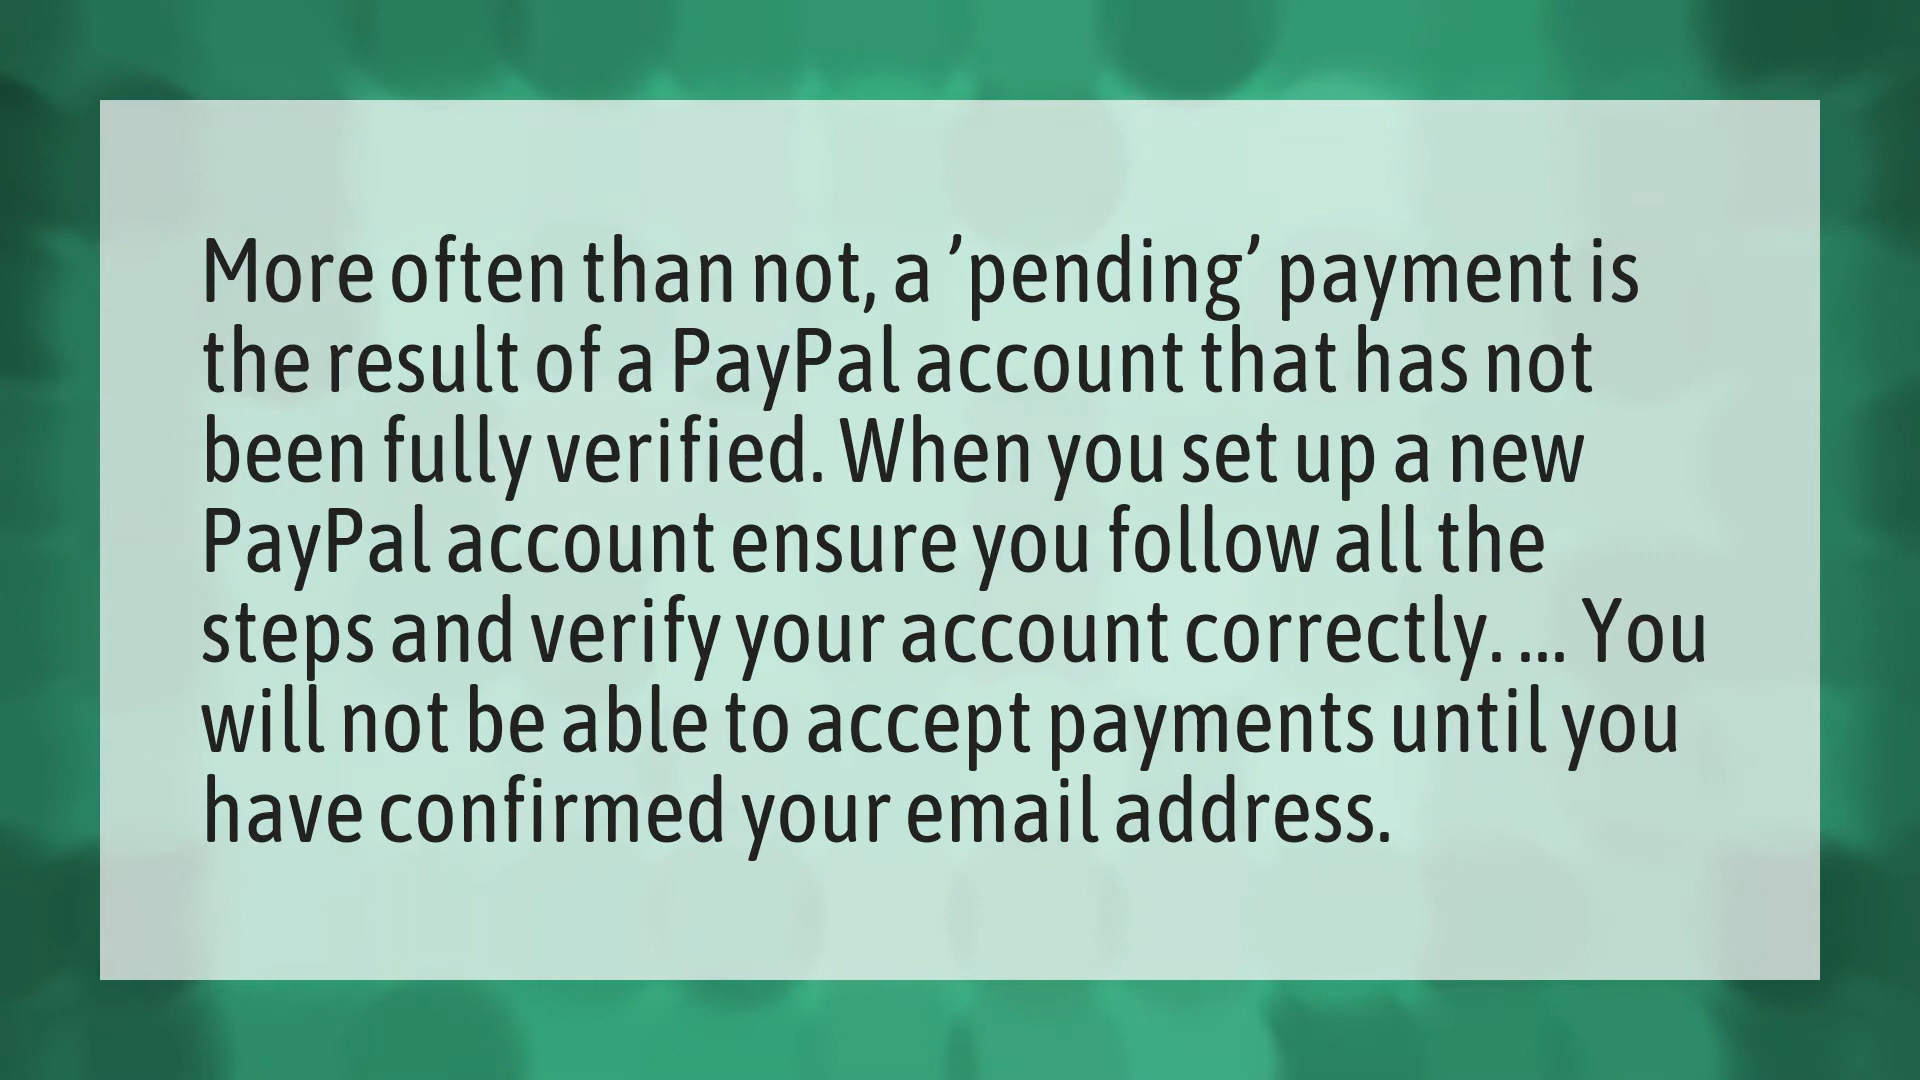 More often than not, a ’pending’ payment is
the result of a PayPal account that has not
been fully verified. When you set up a new
PayPal account ensure you follow all the
steps and verify your account correctly. ... You
will not be able to accept payments until you
have confirmed your email address.